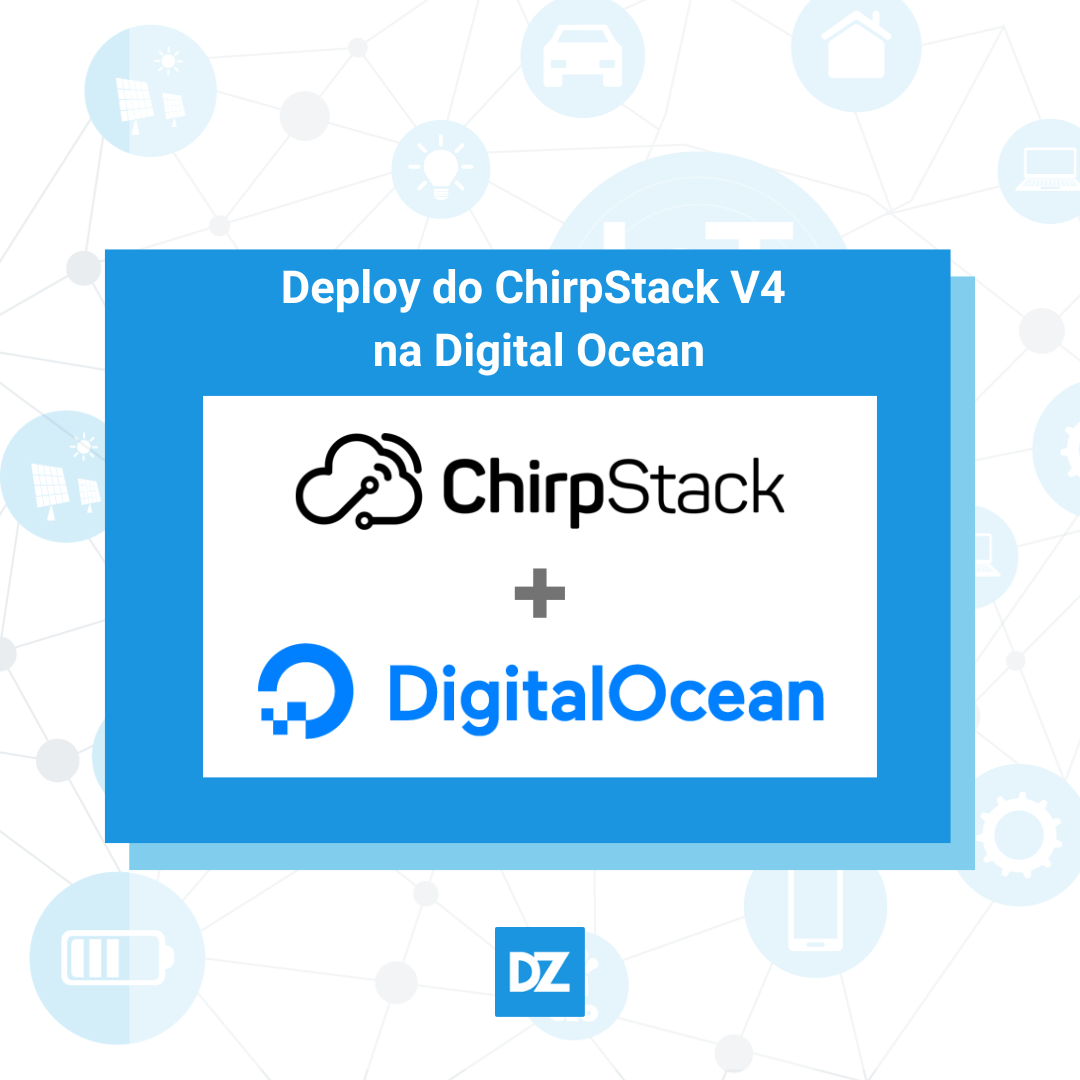 Deploy do ChirpStack V4
na Digital Ocean
ChirpStack
+
DigitalOcean
DZ